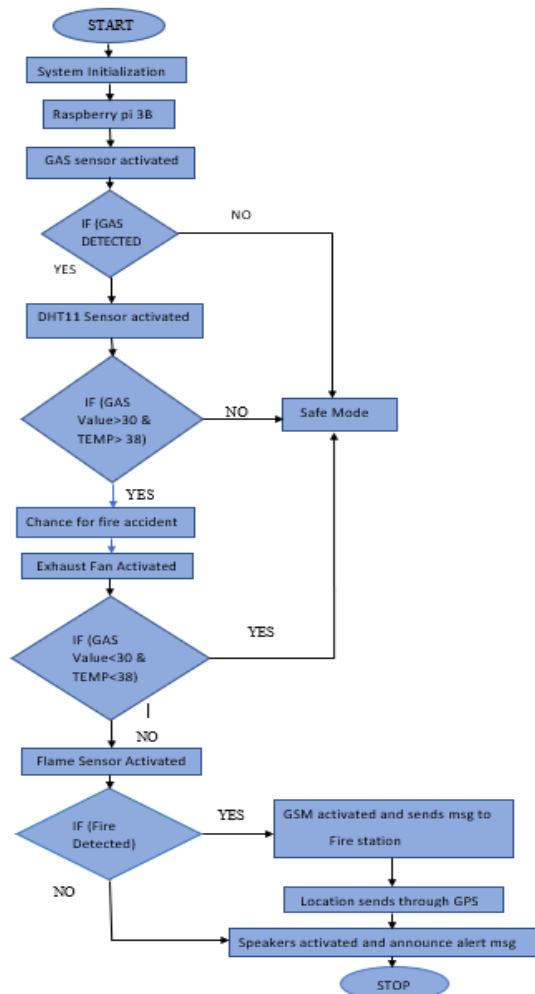 START
System Initialization
Raspberry pi 3B
GAS sensor activated
IF (GAS
DETECTED
NO
YES
DHT11 Sensor activated
IF (GAS
Value>30 &
TEMP> 38)
NO
Safe Mode
YES
Chance for fire accident
Exhaust Fan Activated
IF (GAS
Value<30 &
TEMP<38)
YES
NO
Flame Sensor Activated
IF (Fire
Detected)
YES
GSM activated and sends msg to
Fire station
NO
Location sends through GPS
Speakers activated and announce alert msg
STOP